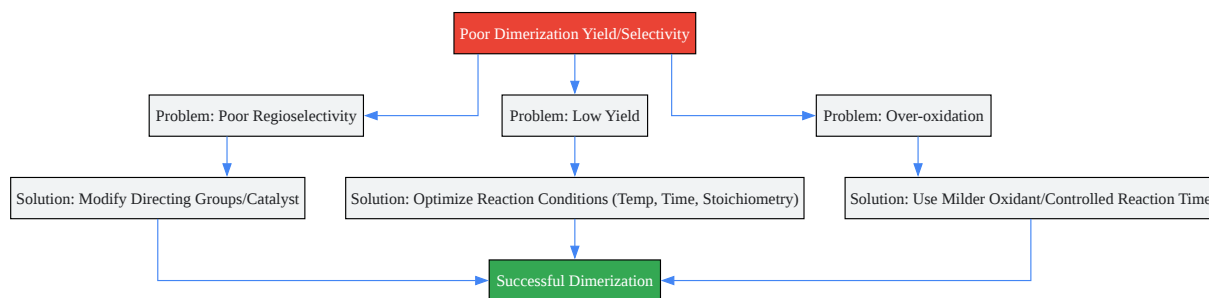 Poor Dimerization Yield/Selectivity
Problem: Poor Regioselectivity
Problem: Low Yield
Problem: Over-oxidation
Solution: Modify Directing Groups/Catalyst
Solution: Optimize Reaction Conditions (Temp, Time, Stoichiometry)
Solution: Use Milder Oxidant/Controlled Reaction Time
Successful Dimerization